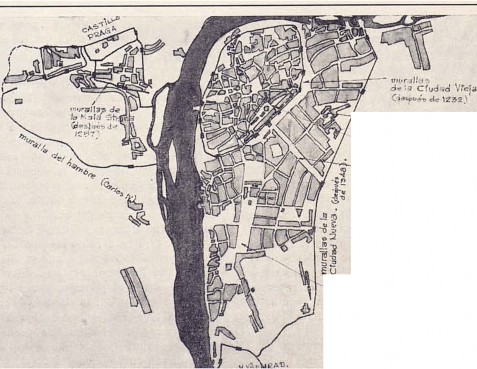 CASTILLO
PRAGA
murallas de
la Malá Strana
(después de
1257)
muralla del hambre (Carlos IV)
murallas
de la Ciudad Vieja
(después de 1232)
murallas de la
Ciudad Nueva. (después
de 1348).